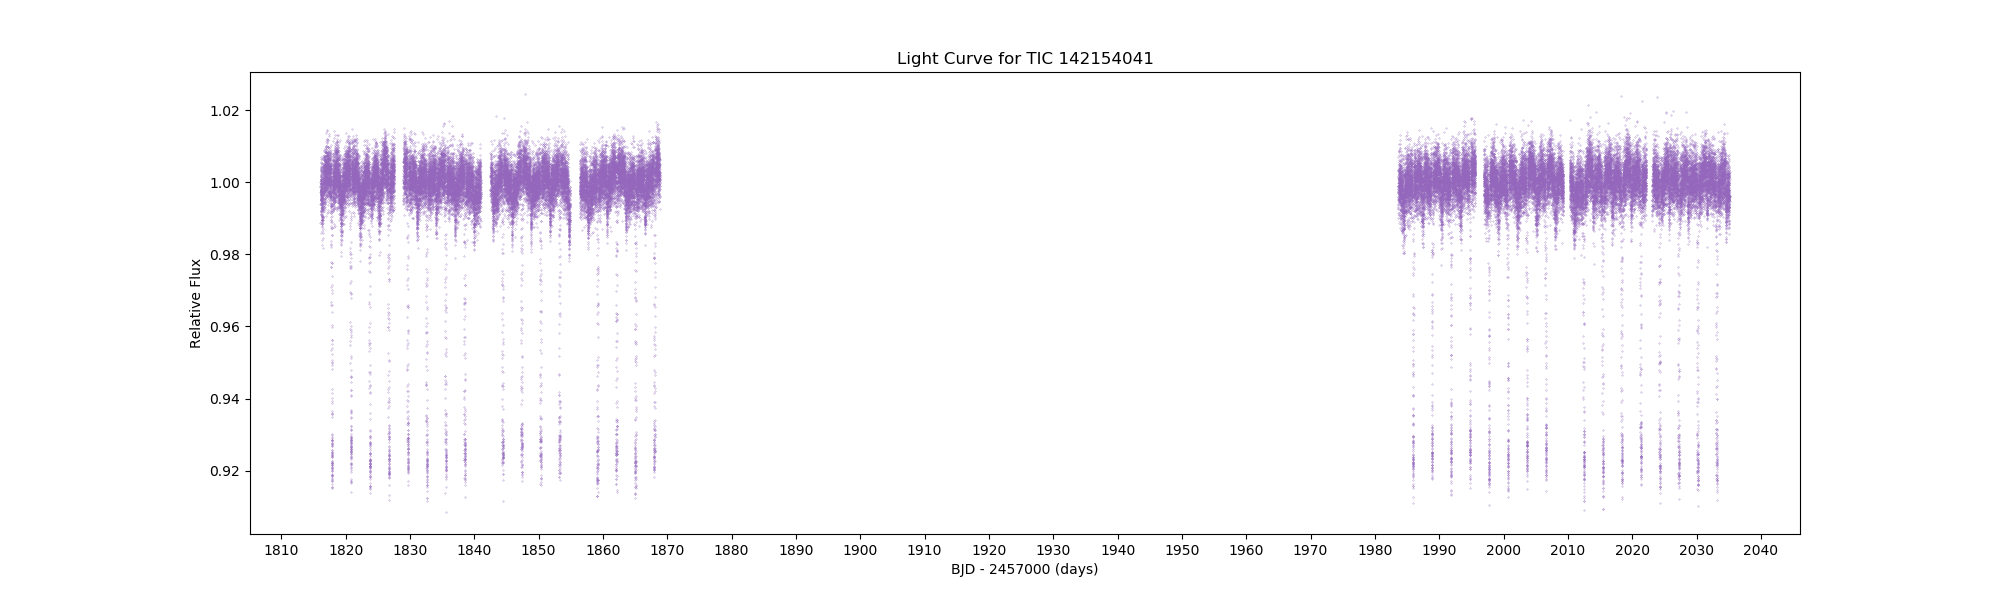 Light Curve for TIC 142154041
1.02
1.00
0.98
0.96
0.94
0.92
Relative Flux
1810 1820 1830 1840 1850 1860 1870 1880 1890 1900 1910 1920 1930 1940 1950 1960 1970 1980 1990 2000 2010 2020 2030 2040
BJD - 2457000 (days)